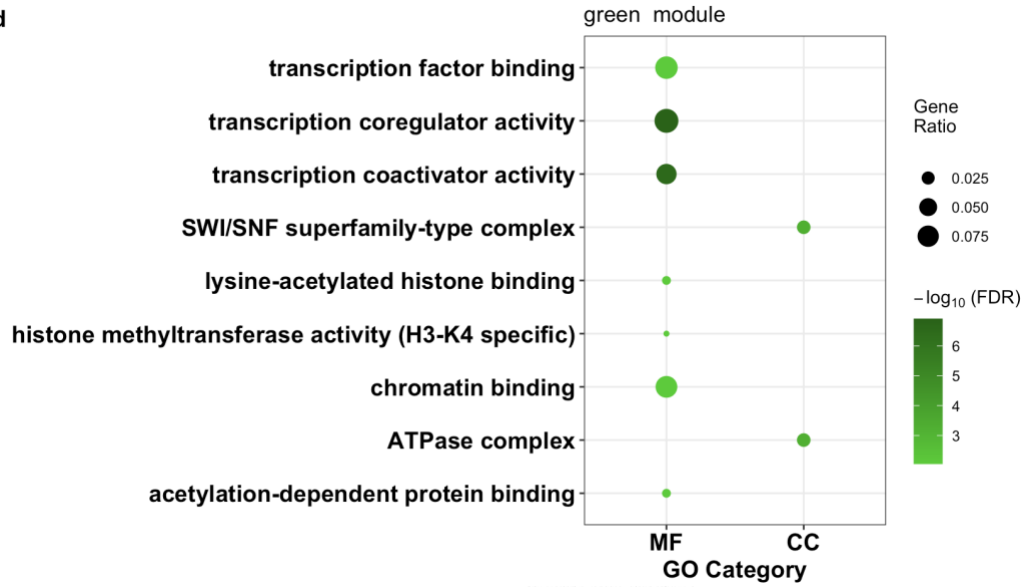 d
green module
transcription factor binding
transcription coregulator activity
transcription coactivator activity
SWI/SNF superfamily-type complex
lysine-acetylated histone binding
histone methyltransferase activity (H3-K4 specific)
chromatin binding
ATPase complex
acetylation-dependent protein binding
MF CC
GO Category
Gene
Ratio
0.025
0.050
0.075
−log₁₀ (FDR)
6
5
4
3